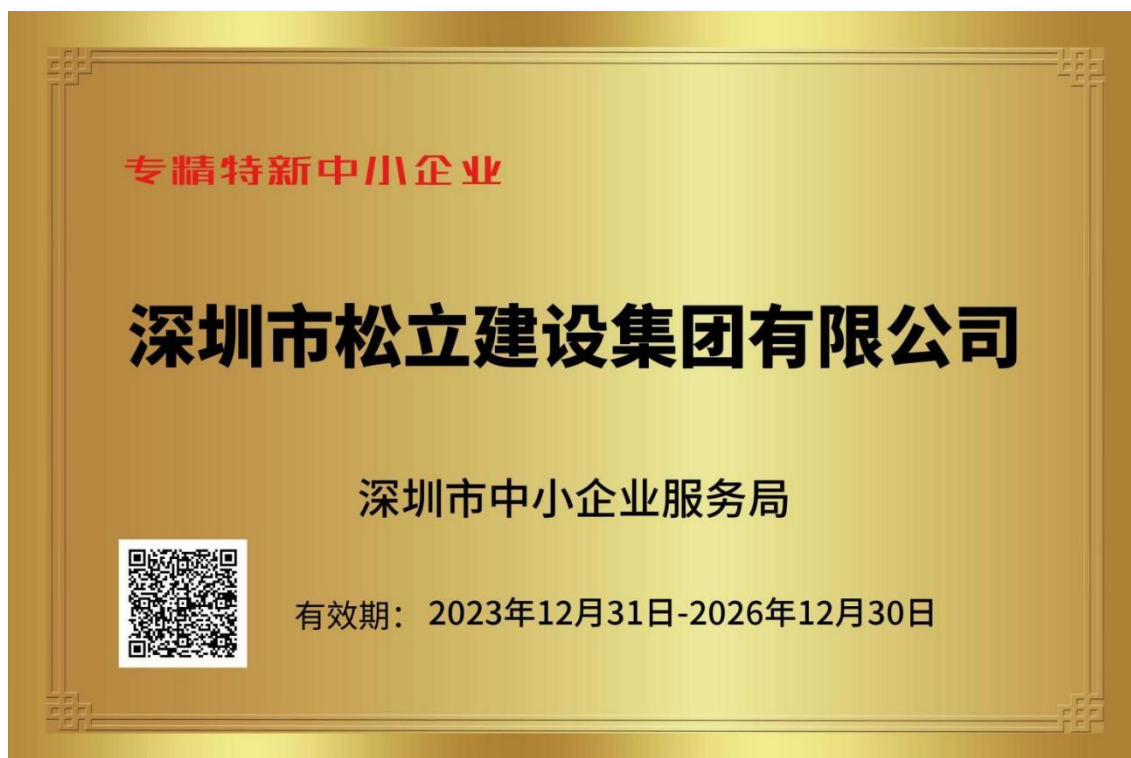 专精特新中小企业
深圳市松立建设集团有限公司
深圳市中小企业服务局
有效期： 2023年12月31日-2026年12月30日